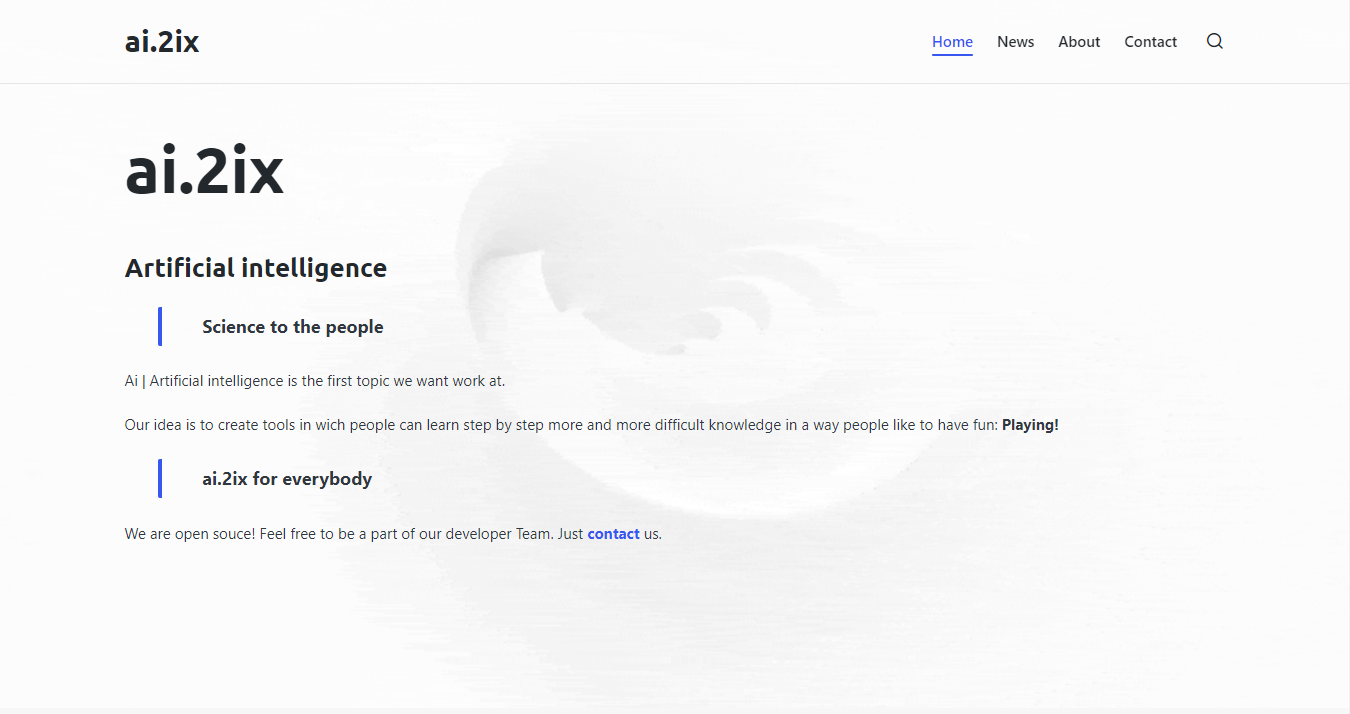 ai.2ix
Home News About Contact
ai.2ix
Artificial intelligence
Science to the people
Ai | Artificial intelligence is the first topic we want work at.
Our idea is to create tools in wich people can learn step by step more and more difficult knowledge in a way people like to have fun: Playing!
ai.2ix for everybody
We are open souce! Feel free to be a part of our developer Team. Just contact us.